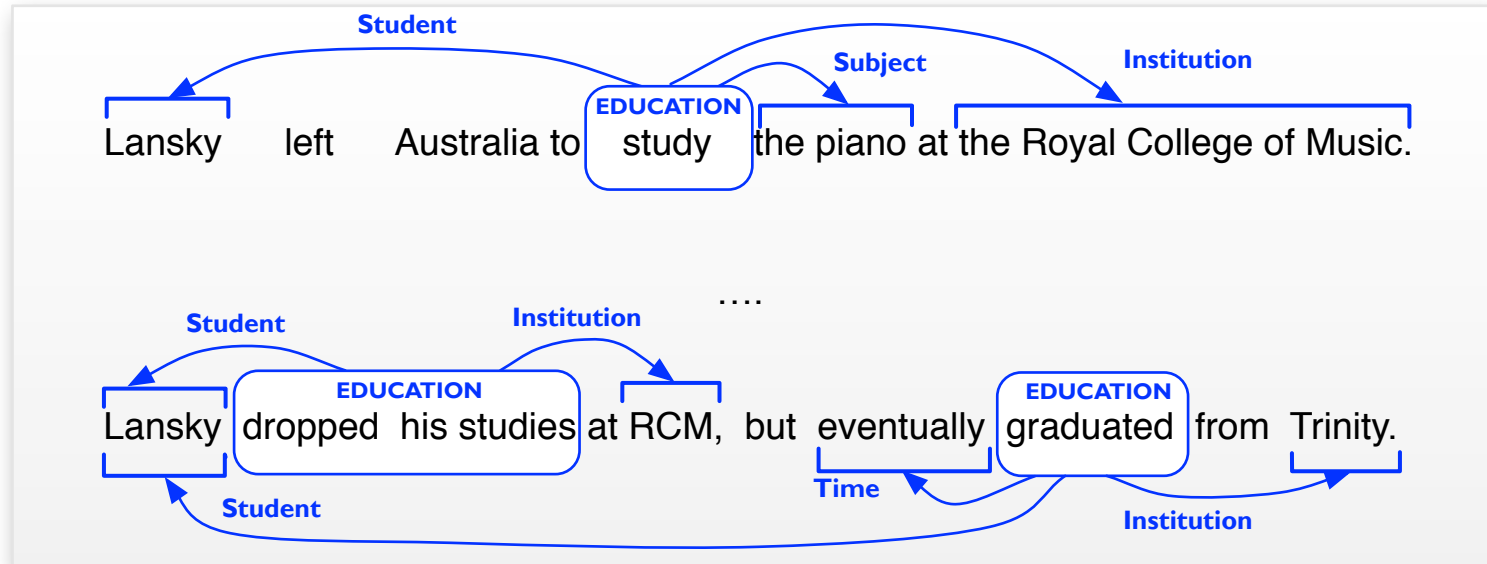 Student
Subject
Institution
EDUCATION
Lansky left Australia to study the piano at the Royal College of Music.
....
Student
Institution
EDUCATION
EDUCATION
Lansky dropped his studies at RCM, but eventually graduated from Trinity.
Time
Student
Institution